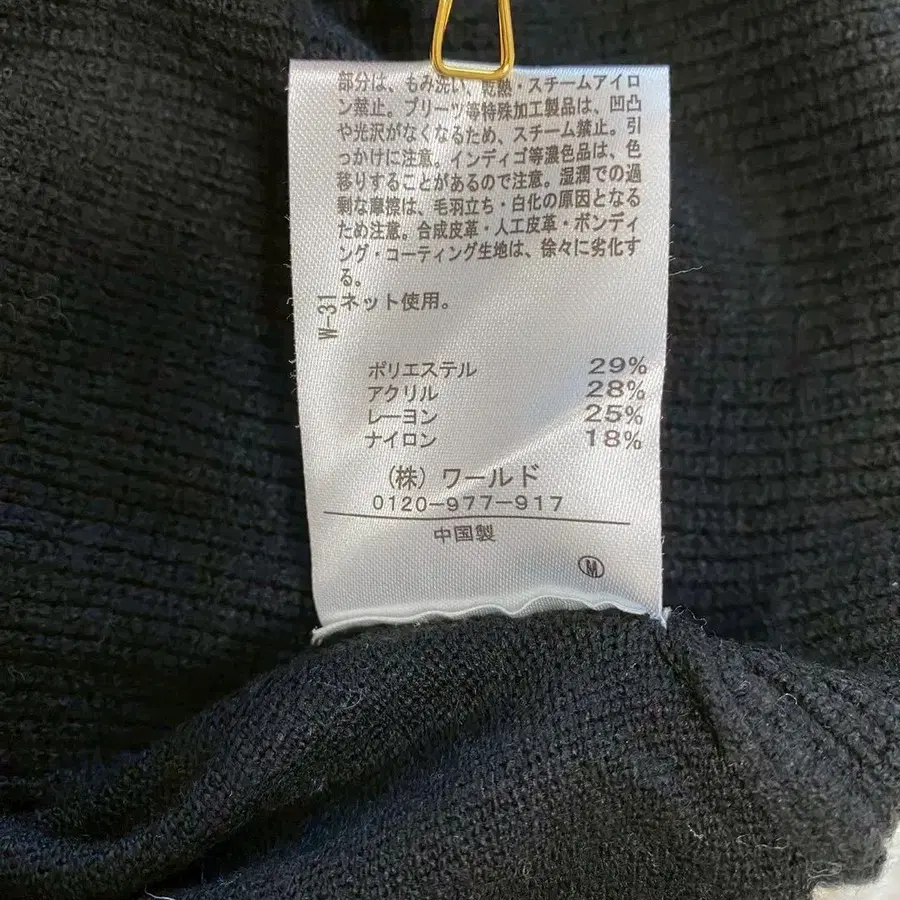 部分は、もみ洗い、乾熱・スチームアイロ
ン禁止。プリーツ等特殊加工製品は、凹凸
や光沢がなくなるため、スチーム禁止。引
っかけに注意。インディゴ等濃色品は、色
移りすることがあるので注意。湿潤での過
剰な摩擦は、毛羽立ち・白化の原因となる
ため注意。合成皮革・人工皮革・ボンディ
ング・コーティング生地は、徐々に劣化す
る。
ネット使用。
W-31
ポリエステル 29%
アクリル 28%
レーヨン 25%
ナイロン 18%
(株) ワールド
0120-977-917
中国製
M